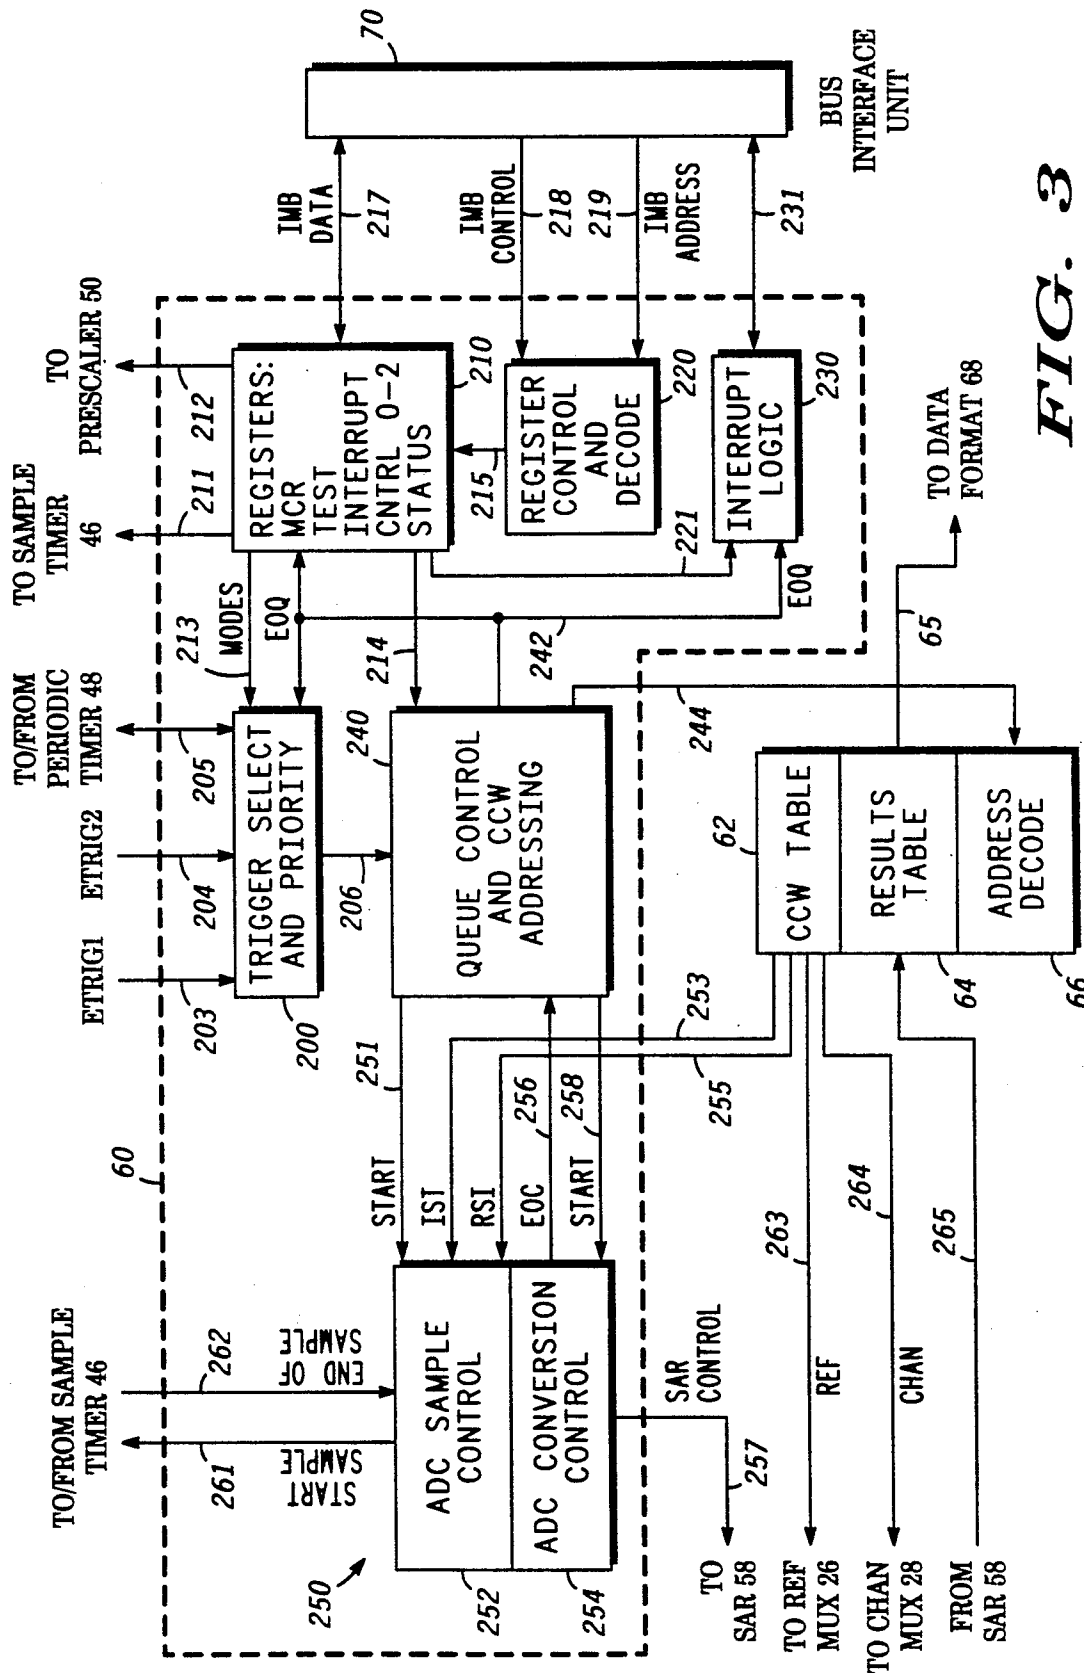 TO/FROM SAMPLE
TIMER 46
261
START
SAMPLE
262
END OF
SAMPLE
60
ETRIG1
203
ETRIG2
204
TO/FROM
PERIODIC
TIMER 48
205
TO SAMPLE
TIMER
46
211
TO
PRESCALER 50
212
213
MODES
EOQ
TRIGGER SELECT
AND PRIORITY
200
206
REGISTERS:
MCR
TEST
INTERRUPT
CNTRL 0-2
STATUS
210
214
215
REGISTER
CONTROL
AND
DECODE
220
221
INTERRUPT
LOGIC
230
EOQ
242
IMB
DATA
217
IMB
CONTROL
218
219
IMB
ADDRESS
231
70
BUS
INTERFACE
UNIT
240
QUEUE CONTROL
AND CCW
ADDRESSING
244
250
ADC SAMPLE
CONTROL
252
ADC CONVERSION
CONTROL
254
START
251
IST
RSI
EOC
256
START
258
253
255
62
CCW TABLE
RESULTS
TABLE
64
ADDRESS
DECODE
66
65
TO DATA
FORMAT 68
SAR
CONTROL
257
TO
SAR 58
263
REF
TO REF
MUX 26
264
CHAN
TO CHAN
MUX 28
265
FROM
SAR 58
FIG. 3